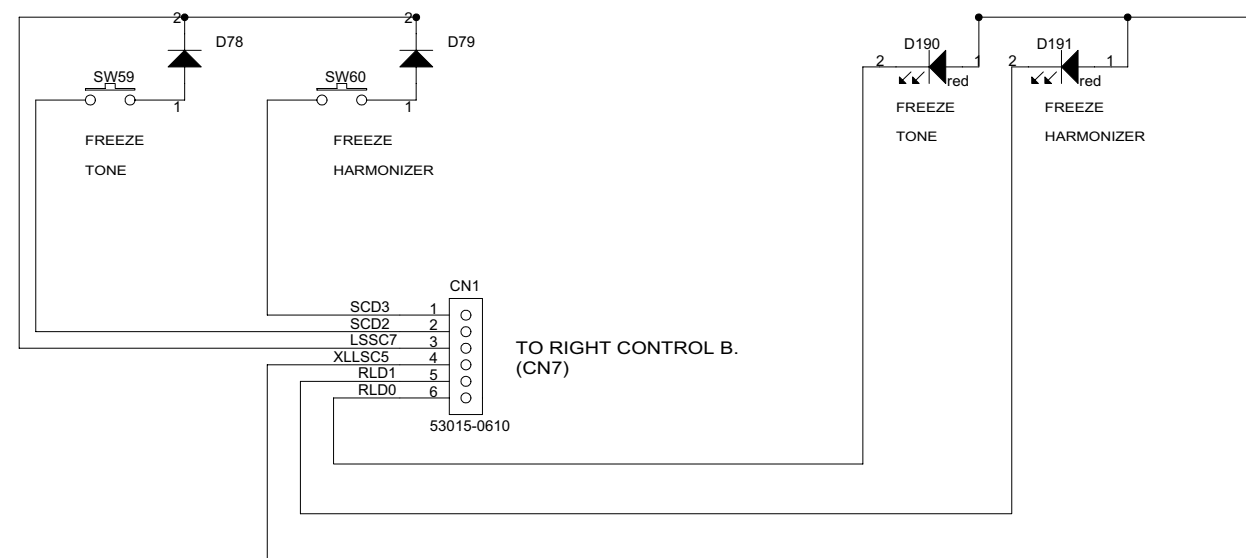 2
2
D78
D79
SW59
SW60
1
1
FREEZE
TONE
FREEZE
HARMONIZER
D190
D191
2
1
2
1
red
red
FREEZE
TONE
FREEZE
HARMONIZER
CN1
SCD3 1
SCD2 2
LSSC7 3
XLLSC5 4
RLD1 5
RLD0 6
53015-0610
TO RIGHT CONTROL B.
(CN7)